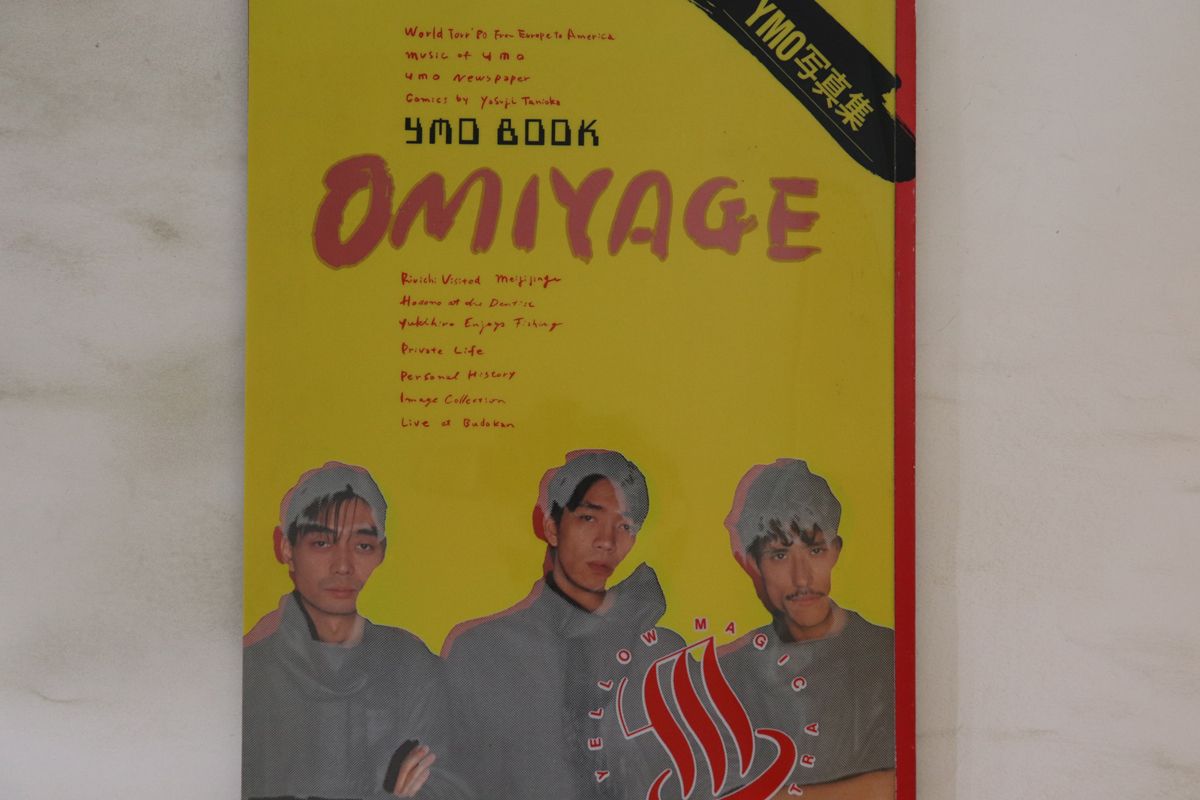 World Tour '80 From Europe to America
music of YMO
YMO Newspaper
Comics by Yasuji Tanioka
YMO BOOK
OMIYAGE
YMO写真集
Riuichi Visited Meijijingu
Hosono at the Dentist
Yukihiro Enjoys Fishing
Private Life
Personal History
Image Collection
Live at Budokan
YELLOW MAGIC TRA